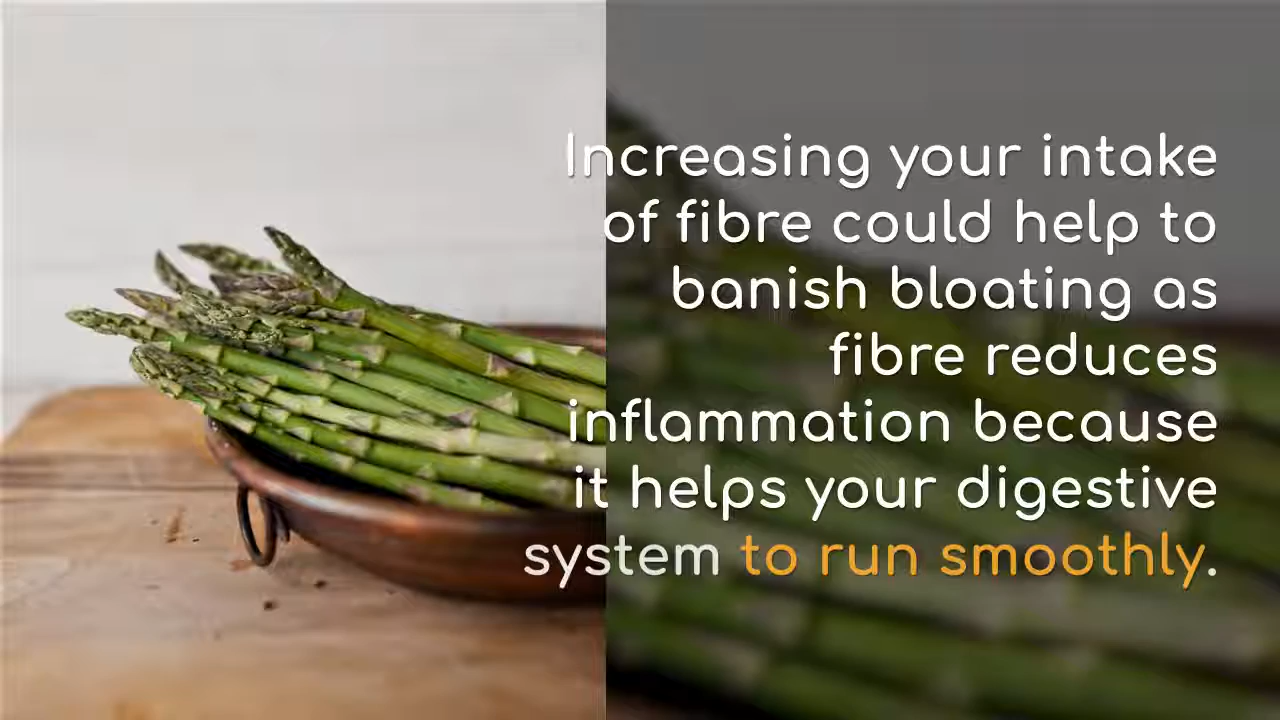 Increasing your intake
of fibre could help to
banish bloating as
fibre reduces
inflammation because
it helps your digestive
system to run smoothly.